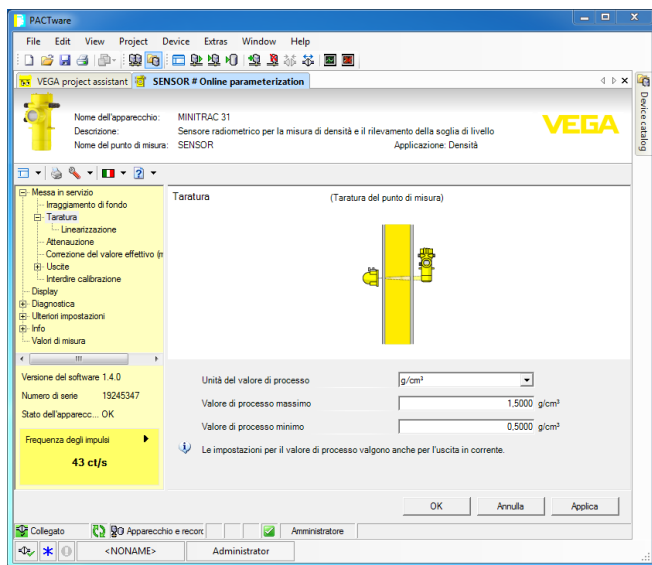 PACTware
File Edit View Project Device Extras Window Help
VEGA project assistant SENSOR # Online parameterization
Device catalog
Nome dell'apparecchio: MINITRAC 31
Descrizione: Sensore radiometrico per la misura di densità e il rilevamento della soglia di livello
Nome del punto di misura: SENSOR Applicazione: Densità
VEGA
Messa in servizio
Irraggiamento di fondo
Taratura
Linearizzazione
Attenauzione
Correzione del valore effettivo (m
Uscite
Interdire calibrazione
Display
Diagnostica
Ulteriori impostazioni
Info
Valori di misura
Versione del software 1.4.0
Numero di serie 19245347
Stato dell'apparecc... OK
Frequenza degli impulsi
43 ct/s
Taratura (Taratura del punto di misura)
Unità del valore di processo g/cm³
Valore di processo massimo 1,5000 g/cm³
Valore di processo minimo 0,5000 g/cm³
Le impostazioni per il valore di processo valgono anche per l'uscita in corrente.
OK Annulla Applica
Collegato Apparecchio e record Amministratore
<NONAME> Administrator